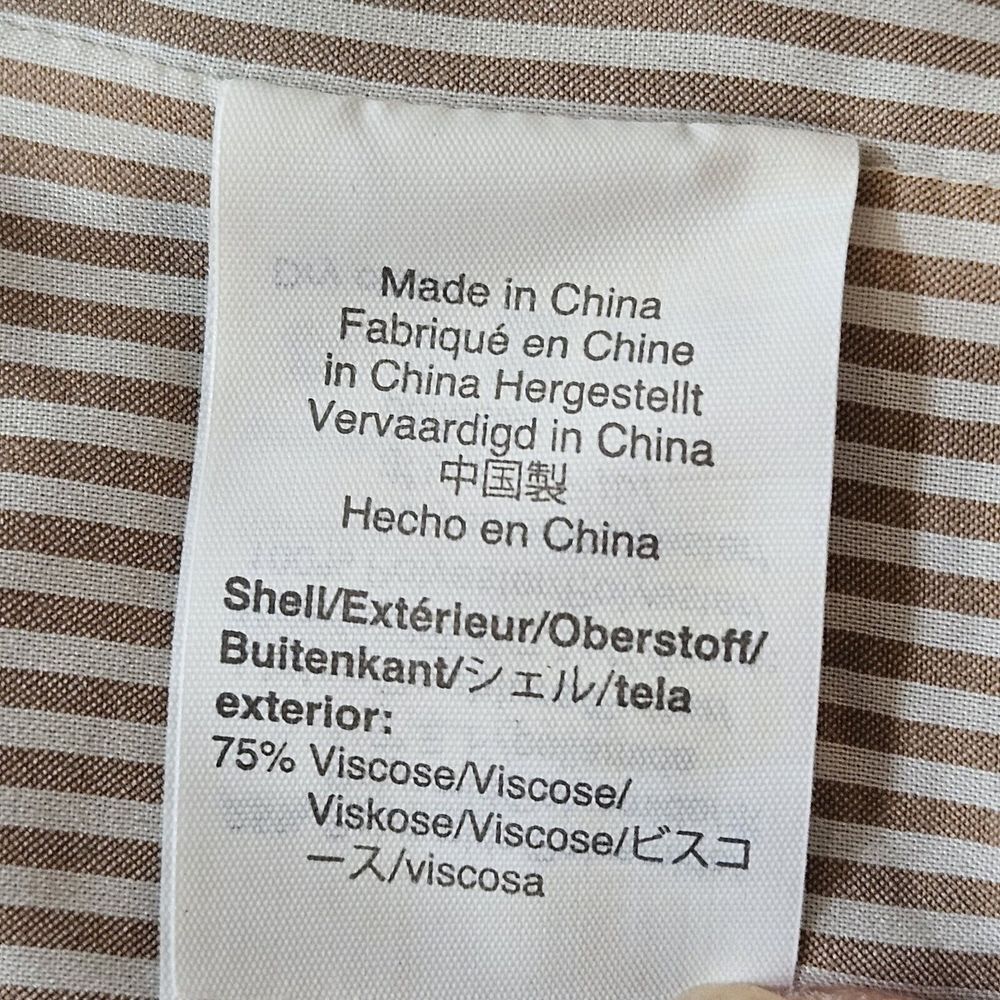 Made in China
Fabriqué en Chine
in China Hergestellt
Vervaardigd in China
中国製
Hecho en China
Shell/Extérieur/Oberstoff/
Buitenkant/シェル/tela
exterior:
75% Viscose/Viscose/
Viskose/Viscose/ビスコ
ース/viscosa